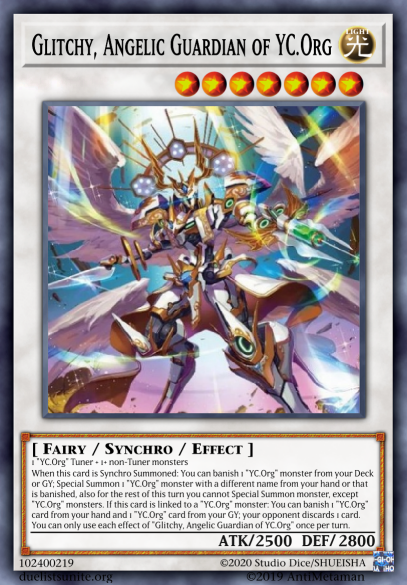 Glitchy, Angelic Guardian of YC.Org
LIGHT
光
[ Fairy / Synchro / Effect ]
1 "YC.Org" Tuner + 1+ non-Tuner monsters
When this card is Synchro Summoned: You can banish 1 "YC.Org" monster from your Deck
or GY; Special Summon 1 "YC.Org" monster with a different name from your hand or that
is banished, also for the rest of this turn you cannot Special Summon monster, except
"YC.Org" monsters. If this card is linked to a "YC.Org" monster: You can banish 1 "YC.Org"
card from your hand and 1 "YC.Org" card from your GY; your opponent discards 1 card.
You can only use each effect of "Glitchy, Angelic Guardian of YC.Org" once per turn.
ATK/2500 DEF/2800
102400219
©2020 Studio Dice/SHUEISHA
duelistsunite.org
©2019 AntiMetaman